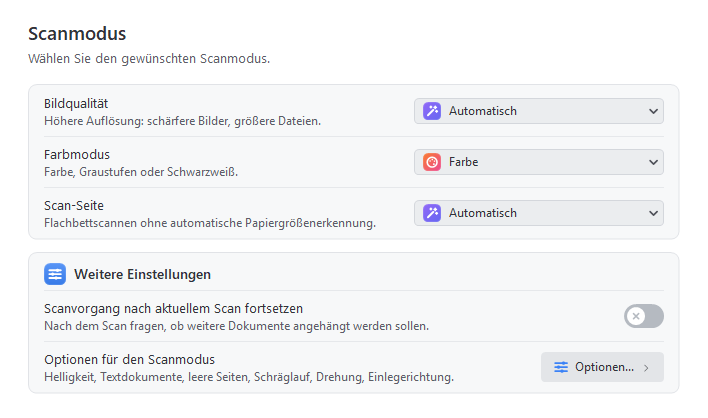 Scanmodus
Wählen Sie den gewünschten Scanmodus.
Bildqualität
Höhere Auflösung: schärfere Bilder, größere Dateien.
Automatisch
Farbmodus
Farbe, Graustufen oder Schwarzweiß.
Farbe
Scan-Seite
Flachbettscannen ohne automatische Papiergrößenerkennung.
Automatisch
Weitere Einstellungen
Scanvorgang nach aktuellem Scan fortsetzen
Nach dem Scan fragen, ob weitere Dokumente angehängt werden sollen.
Optionen für den Scanmodus
Helligkeit, Textdokumente, leere Seiten, Schräglauf, Drehung, Einlegerichtung.
Optionen...